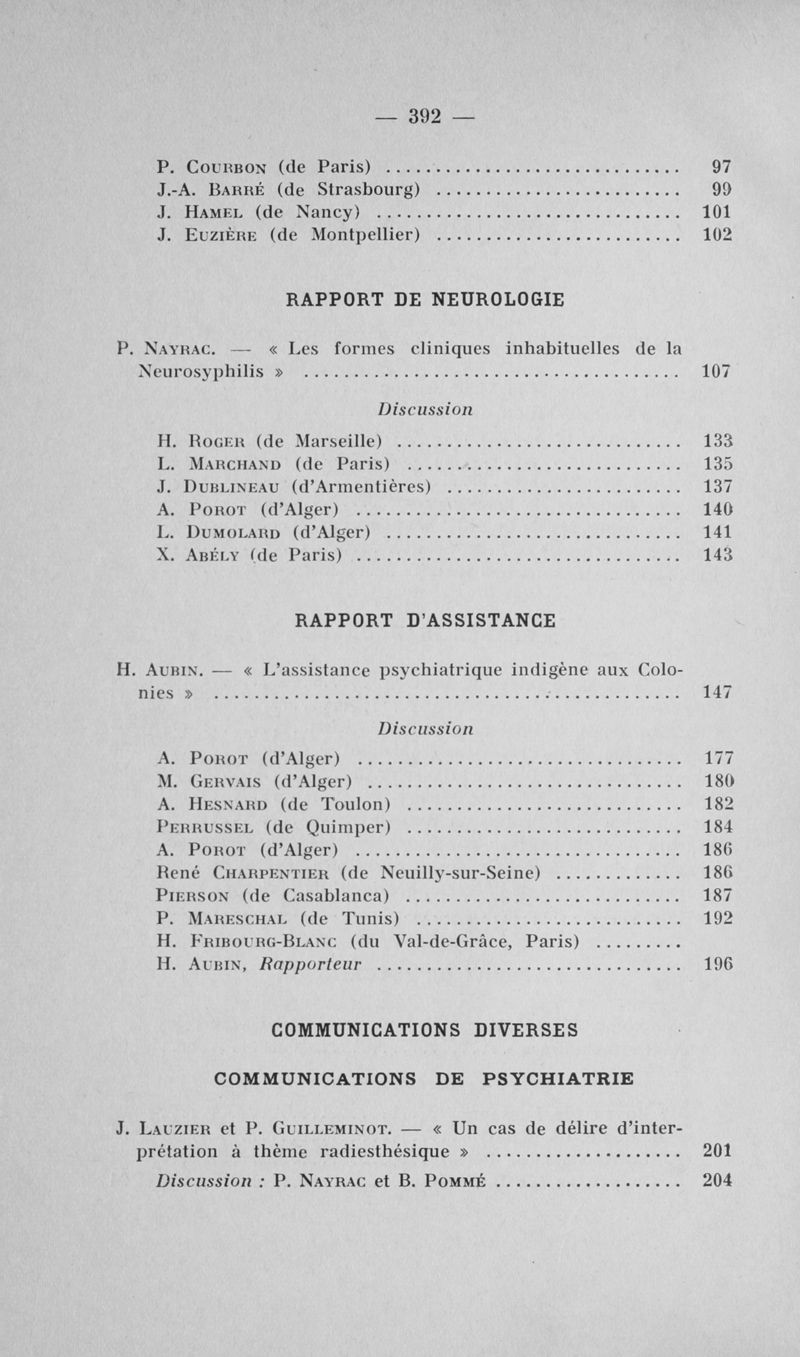 — 392 —
P. Courbon (de Paris) .............................. 97
J.-A. Barré (de Strasbourg) ......................... 99
J. Hamel (de Nancy) ............................... 101
J. Euzière (de Montpellier) ......................... 102
RAPPORT DE NEUROLOGIE
P. Nayrac. — « Les formes cliniques inhabituelles de la
Neurosyphilis » ...................................... 107
Discussion
H. Roger (de Marseille) ............................. 133
L. Marchand (de Paris) ............................ 135
J. Dublineau (d'Armentières) ........................ 137
A. Porot (d'Alger) ................................. 140
L. Dumolard (d'Alger) .............................. 141
X. Abély (de Paris) ................................. 143
RAPPORT D'ASSISTANCE
H. Aubin. — « L'assistance psychiatrique indigène aux Colo-
nies » ............................................... 147
Discussion
A. Porot (d'Alger) ................................. 177
M. Gervais (d'Alger) ................................ 180
A. Hesnard (de Toulon) ............................ 182
Perrussel (de Quimper) ............................ 184
A. Porot (d'Alger) ................................. 186
René Charpentier (de Neuilly-sur-Seine) ............. 186
Pierson (de Casablanca) ............................ 187
P. Mareschal (de Tunis) ........................... 192
H. Fribourg-Blanc (du Val-de-Grâce, Paris) .........
H. Aubin, Rapporteur ............................... 196
COMMUNICATIONS DIVERSES
COMMUNICATIONS DE PSYCHIATRIE
J. Lauzier et P. Guilleminot. — « Un cas de délire d'inter-
prétation à thème radiesthésique » .................... 201
Discussion : P. Nayrac et B. Pommé ................... 204